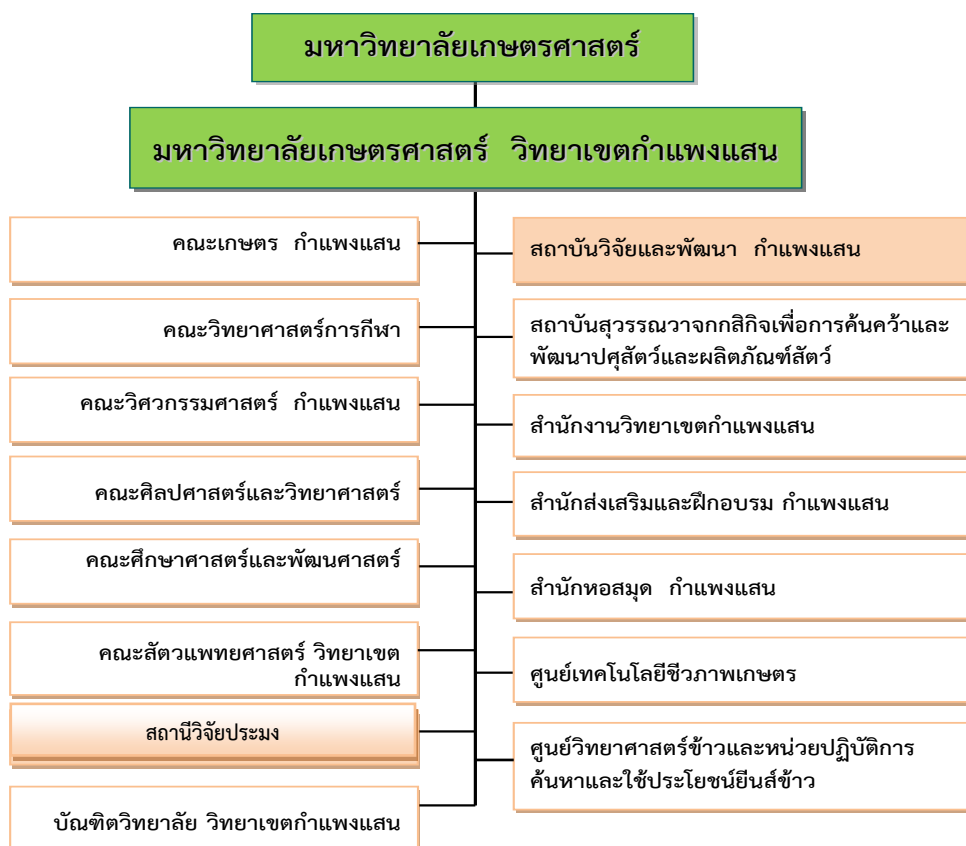 มหาวิทยาลัยเกษตรศาสตร์
มหาวิทยาลัยเกษตรศาสตร์ วิทยาเขตกำแพงแสน
คณะเกษตร กำแพงแสน
คณะวิทยาศาสตร์การกีฬา
คณะวิศวกรรมศาสตร์ กำแพงแสน
คณะศิลปศาสตร์และวิทยาศาสตร์
คณะศึกษาศาสตร์และพัฒนศาสตร์
คณะสัตวแพทยศาสตร์ วิทยาเขต
กำแพงแสน
สถานีวิจัยประมง
บัณฑิตวิทยาลัย วิทยาเขตกำแพงแสน
สถาบันวิจัยและพัฒนา กำแพงแสน
สถาบันสุวรรณวาจกกสิกิจเพื่อการค้นคว้าและ
พัฒนาปศุสัตว์และผลิตภัณฑ์สัตว์
สำนักงานวิทยาเขตกำแพงแสน
สำนักส่งเสริมและฝึกอบรม กำแพงแสน
สำนักหอสมุด กำแพงแสน
ศูนย์เทคโนโลยีชีวภาพเกษตร
ศูนย์วิทยาศาสตร์ข้าวและหน่วยปฏิบัติการ
ค้นหาและใช้ประโยชน์ยีนส์ข้าว